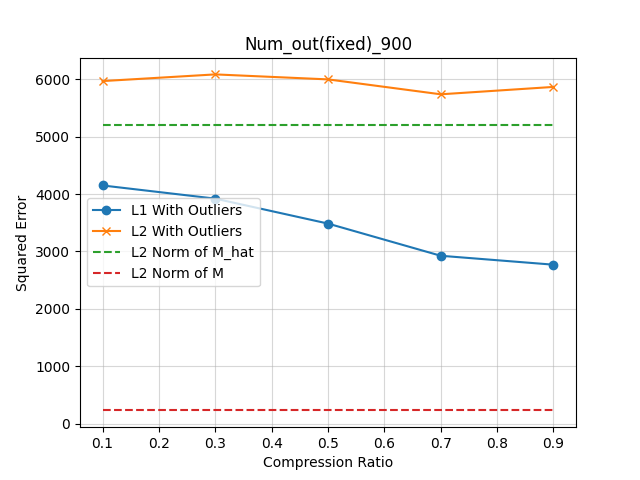 Num_out(fixed)_900
Squared Error
6000
5000
4000
3000
2000
1000
0
L1 With Outliers
L2 With Outliers
L2 Norm of M_hat
L2 Norm of M
0.1 0.2 0.3 0.4 0.5 0.6 0.7 0.8 0.9
Compression Ratio